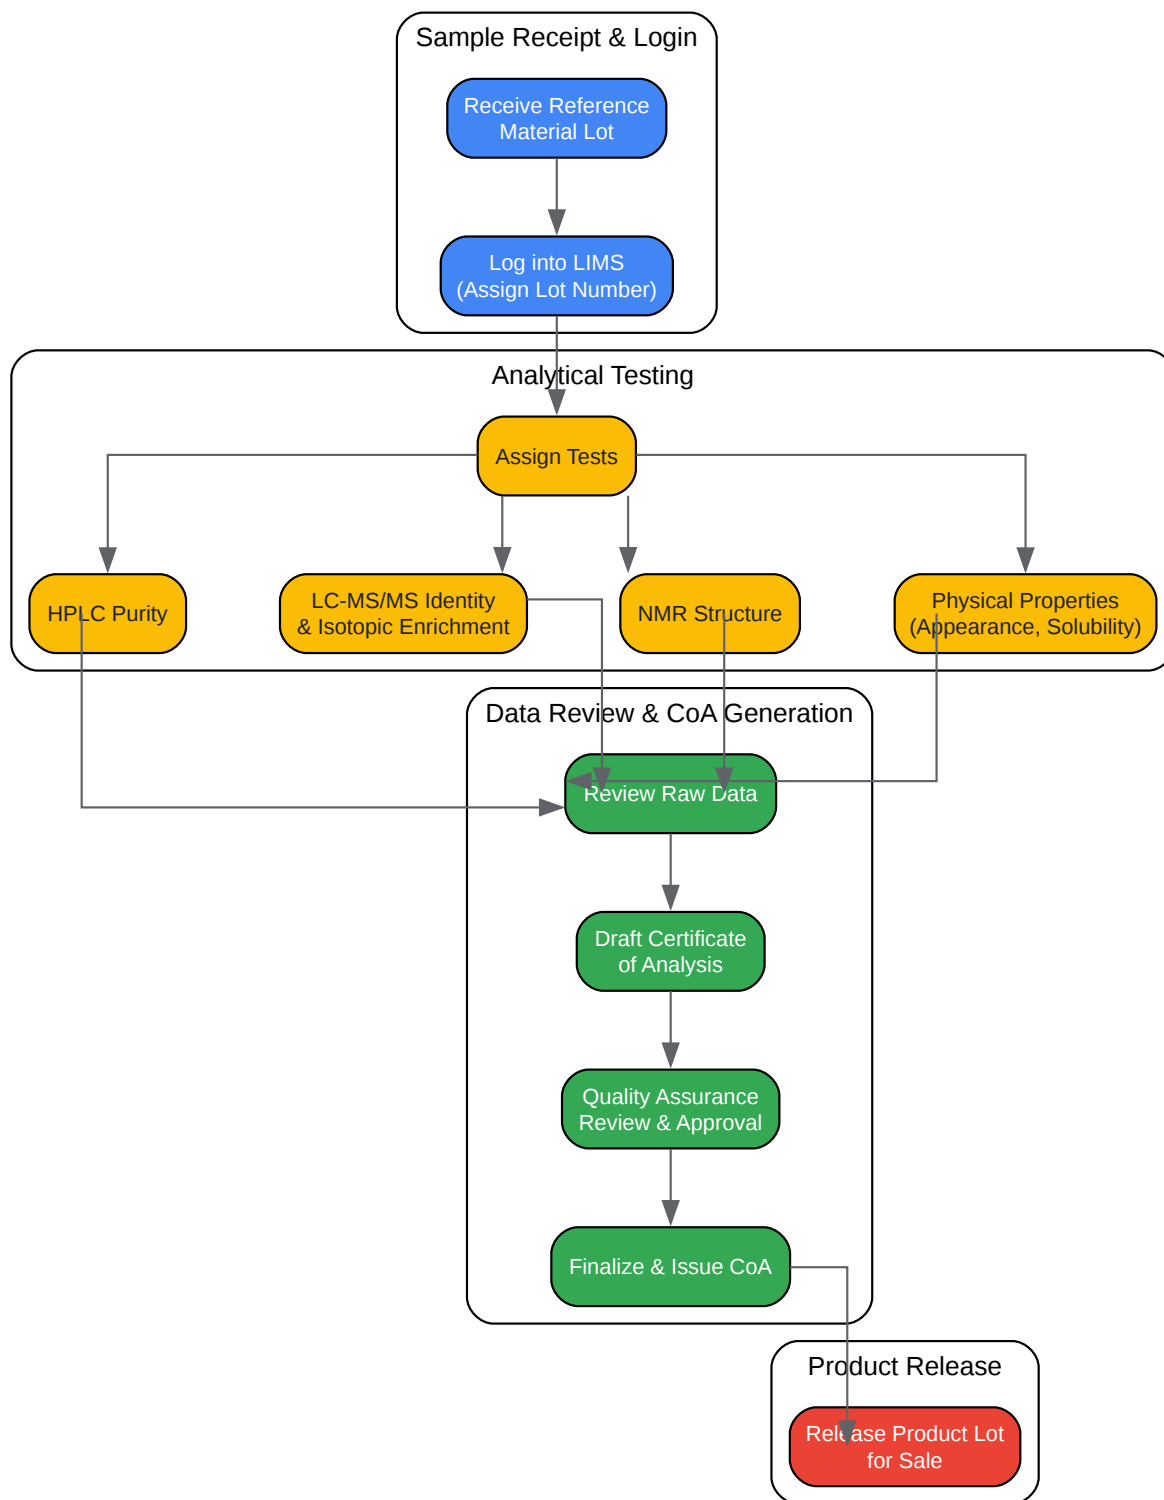 Sample Receipt & Login
Receive Reference
Material Lot
Log into LIMS
(Assign Lot Number)
Analytical Testing
Assign Tests
HPLC Purity
LC-MS/MS Identity
& Isotopic Enrichment
NMR Structure
Physical Properties
(Appearance, Solubility)
Data Review & CoA Generation
Review Raw Data
Draft Certificate
of Analysis
Quality Assurance
Review & Approval
Finalize & Issue CoA
Product Release
Release Product Lot
for Sale